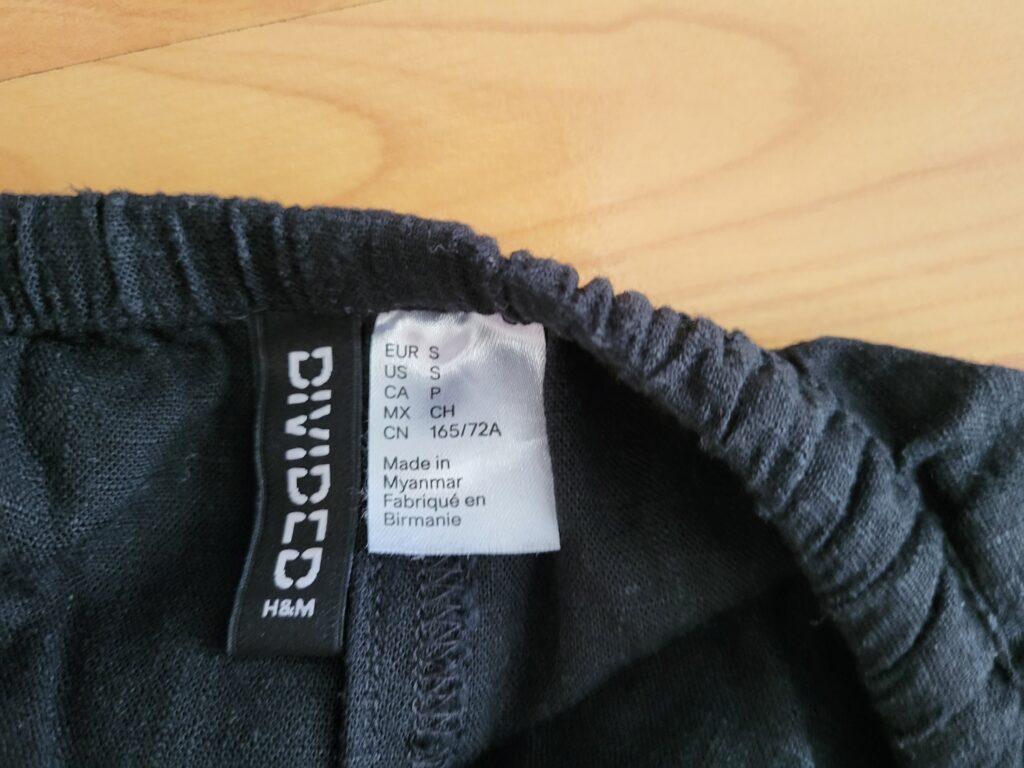 DIVIDED
H&M
EUR S
US S
CA P
MX CH
CN 165/72A
Made in
Myanmar
Fabriqué en
Birmanie